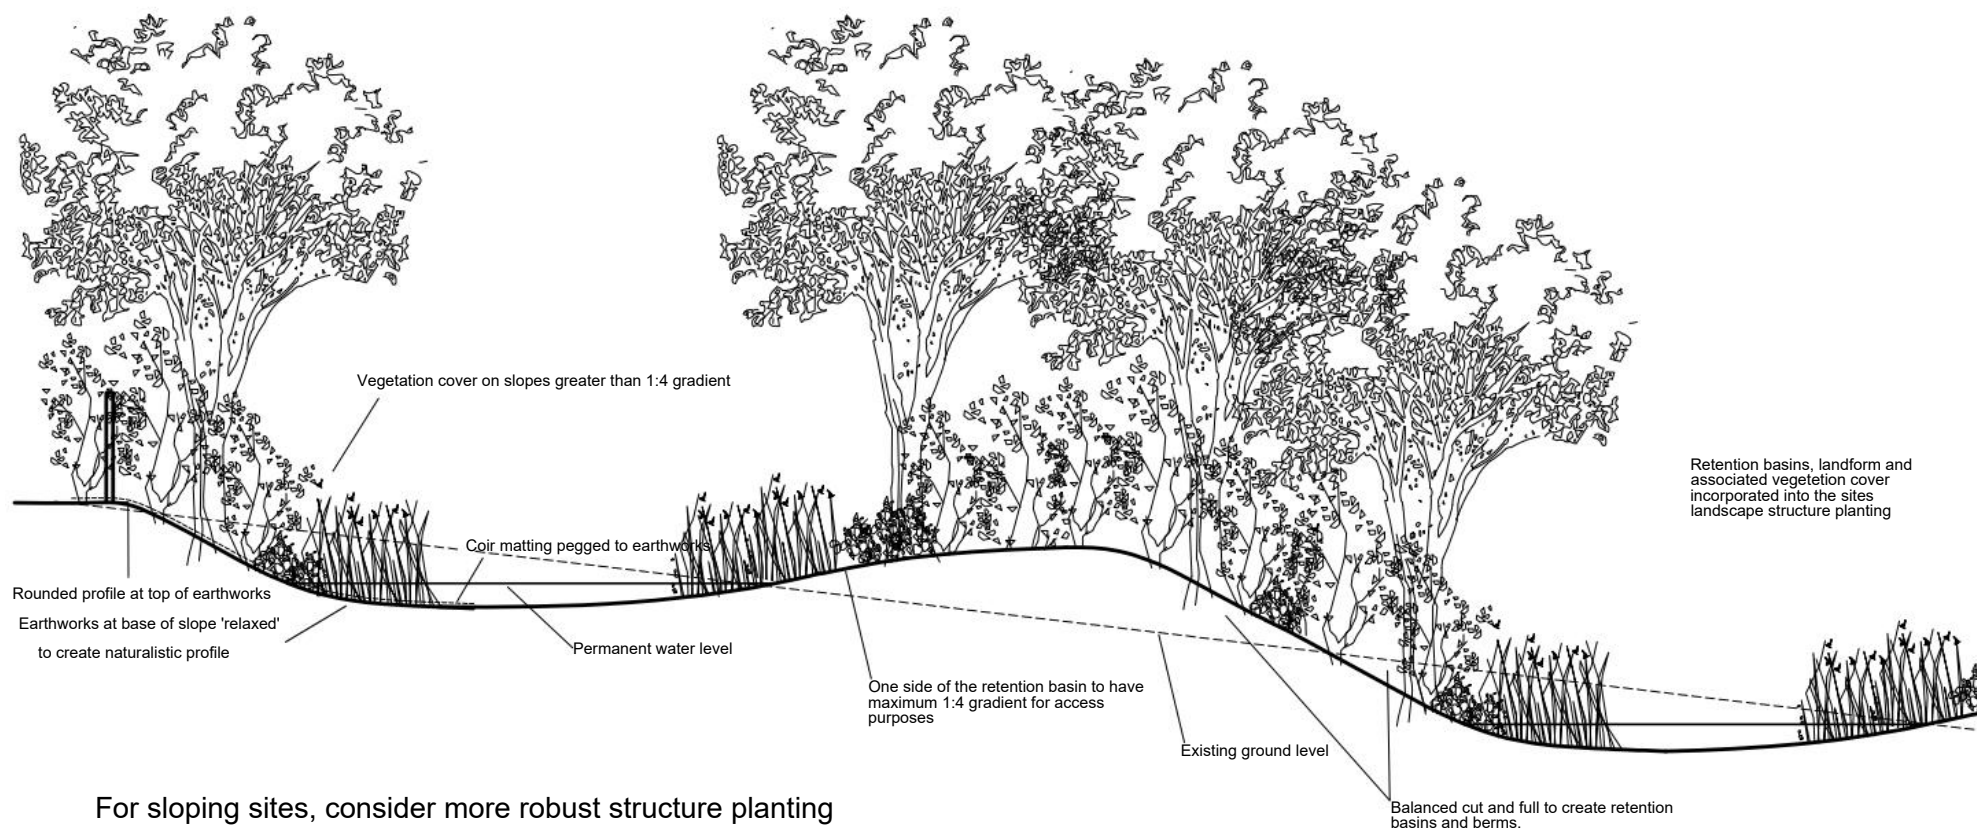 Vegetation cover on slopes greater than 1:4 gradient
Retention basins, landform and
associated vegetetion cover
incorporated into the sites
landscape structure planting
Coir matting pegged to earthworks
Rounded profile at top of earthworks
Earthworks at base of slope 'relaxed'
to create naturalistic profile
Permanent water level
One side of the retention basin to have
maximum 1:4 gradient for access
purposes
Existing ground level
Balanced cut and full to create retention
basins and berms.
For sloping sites, consider more robust structure planting